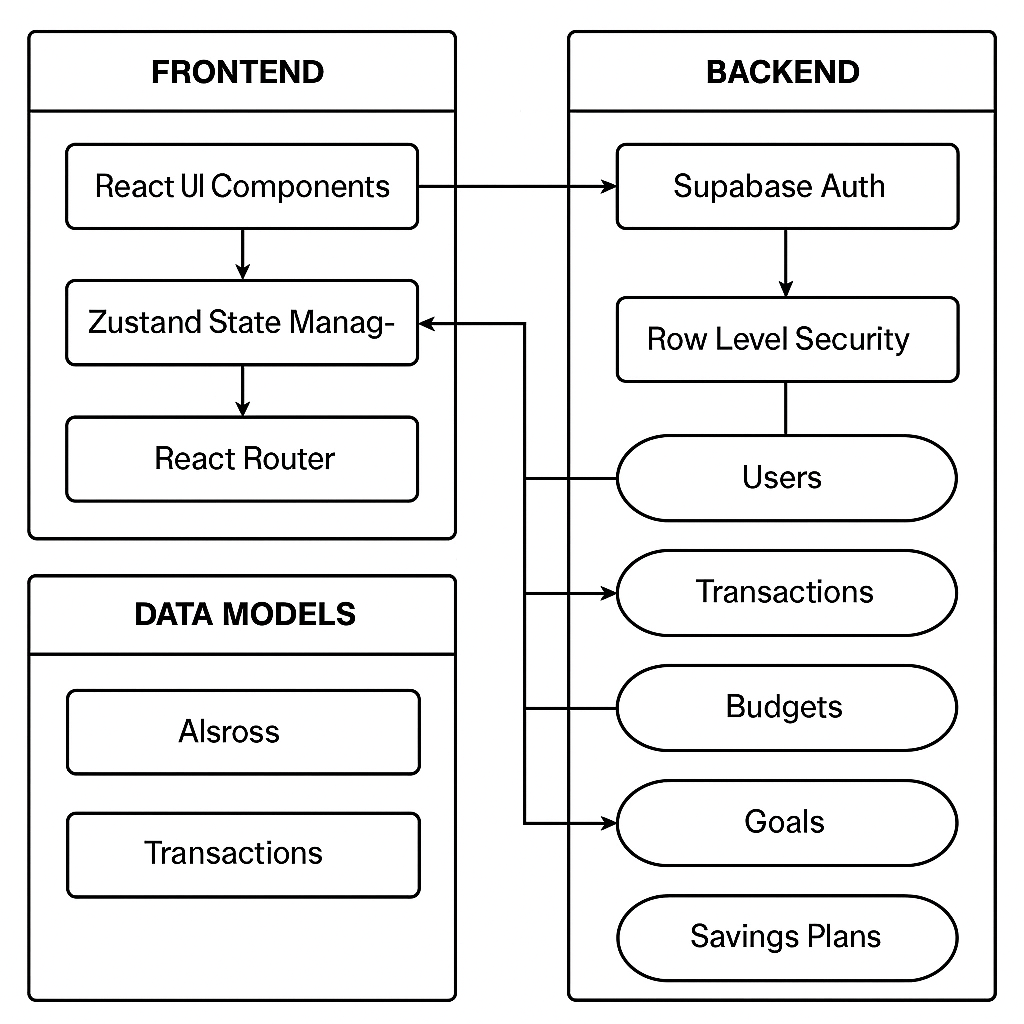 FRONTEND
React UI Components
Zustand State Manag-
React Router
DATA MODELS
Alsross
Transactions
BACKEND
Supabase Auth
Row Level Security
Users
Transactions
Budgets
Goals
Savings Plans